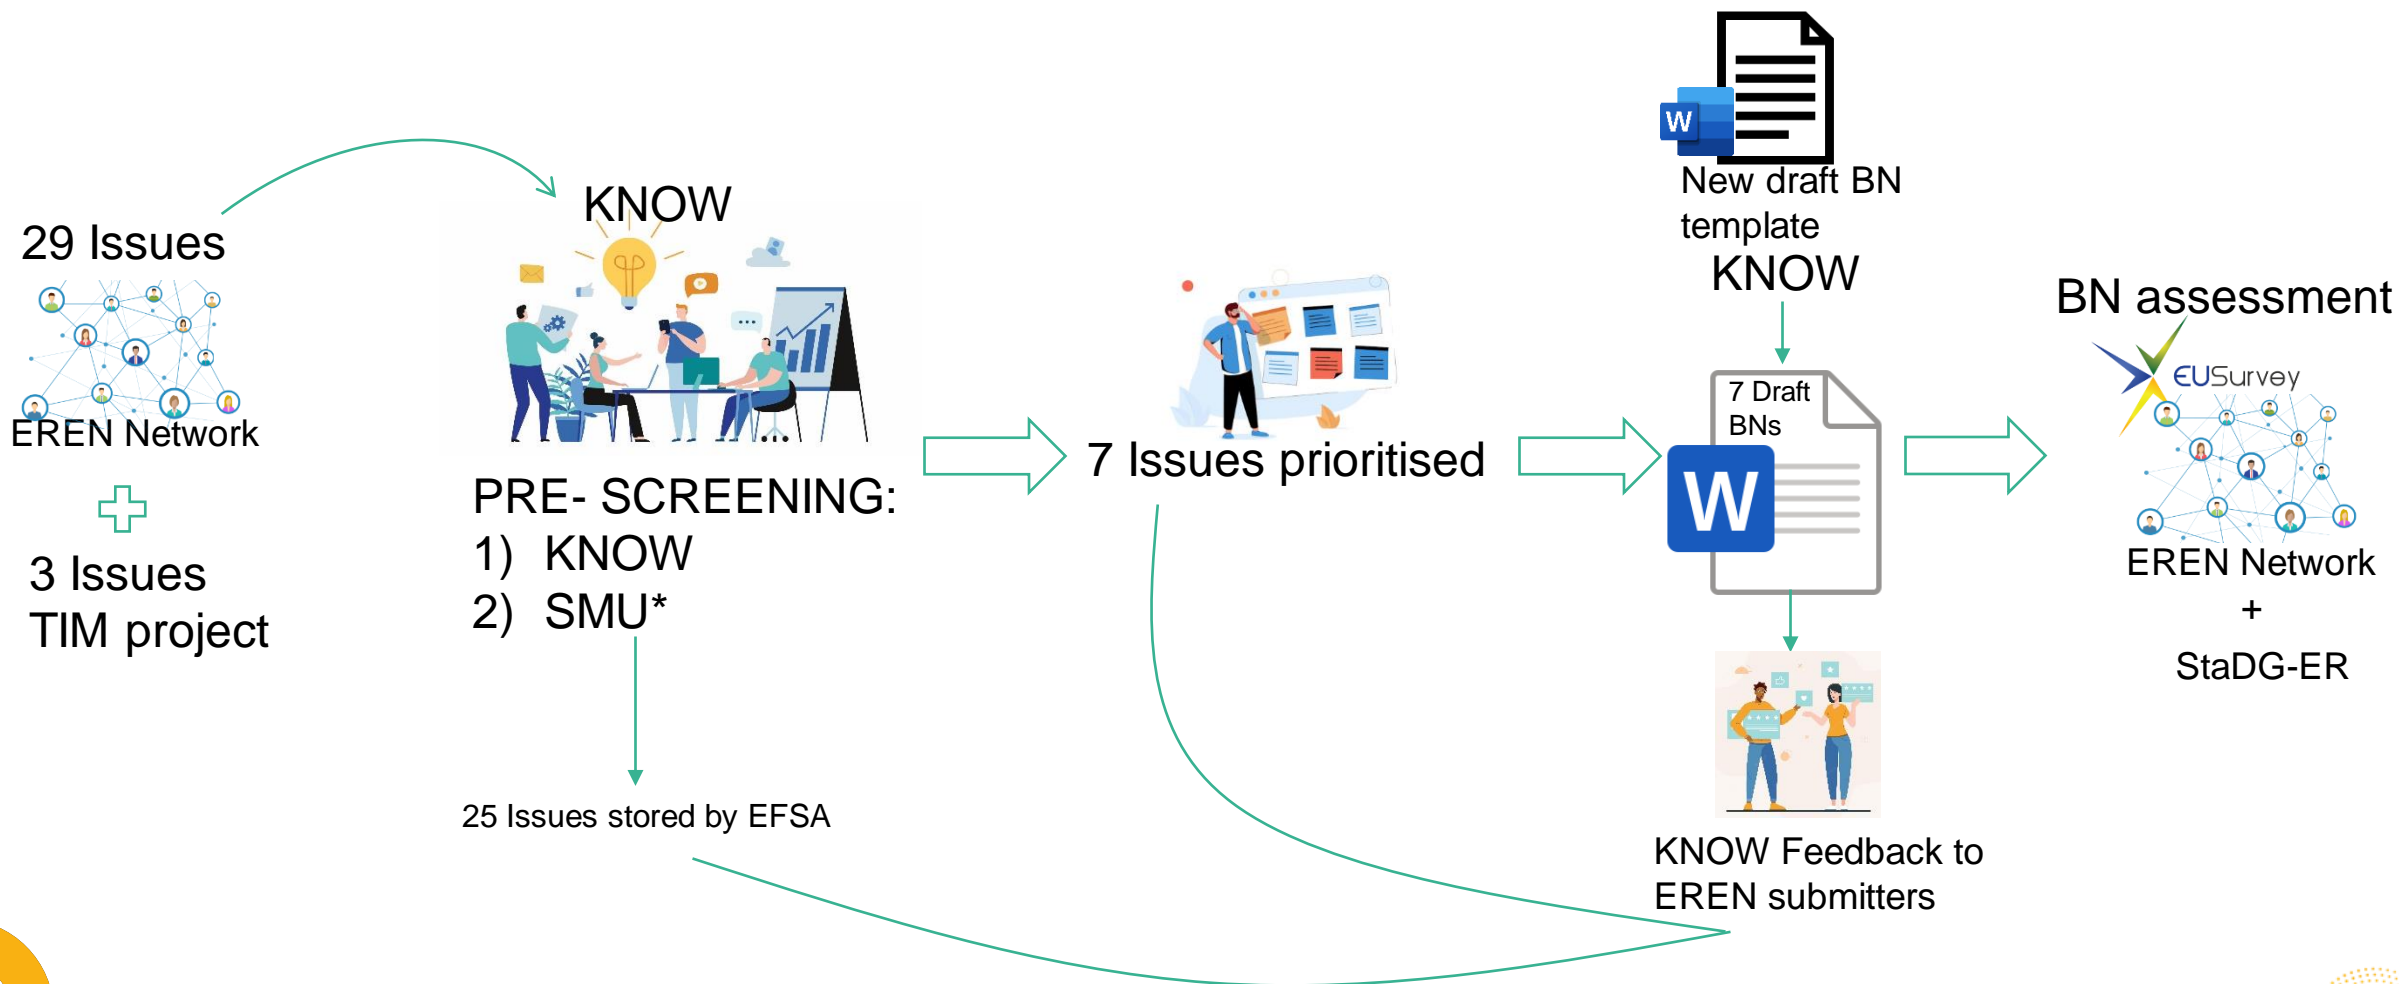 29 Issues
EREN Network
3 Issues
TIM project
KNOW
PRE- SCREENING:
1) KNOW
2) SMU*
25 Issues stored by EFSA
7 Issues prioritised
W
New draft BN
template
KNOW
7 Draft
BNs
W
KNOW Feedback to
EREN submitters
BN assessment
EUSurvey
EREN Network
+
StaDG-ER